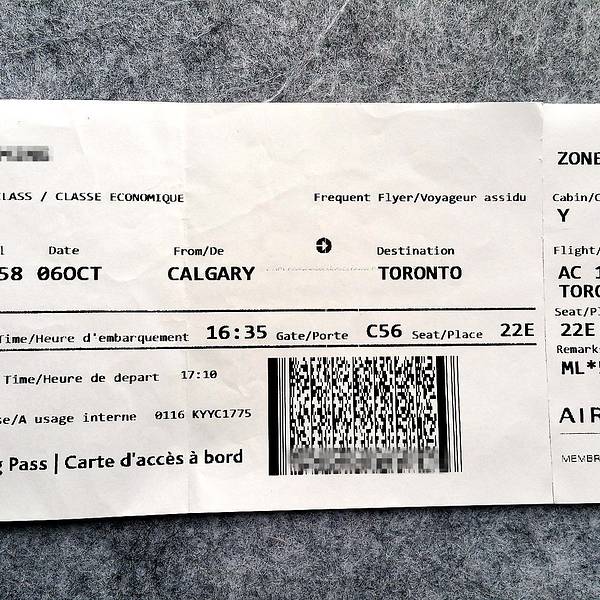 ZONE
CLASS / CLASSE ECONOMIQUE
Frequent Flyer/Voyageur assidu
Cabin/C
Y
Date
From/De
Destination
Flight/
58 06OCT
CALGARY
TORONTO
AC 1
TORO
Time/Heure d'embarquement 16:35 Gate/Porte C56 Seat/Place 22E
Seat/Pl
22E
Remark
ML*
Time/Heure de depart 17:10
se/A usage interne 0116 KYYC1775
AIR
g Pass | Carte d'accès à bord
MEMBR